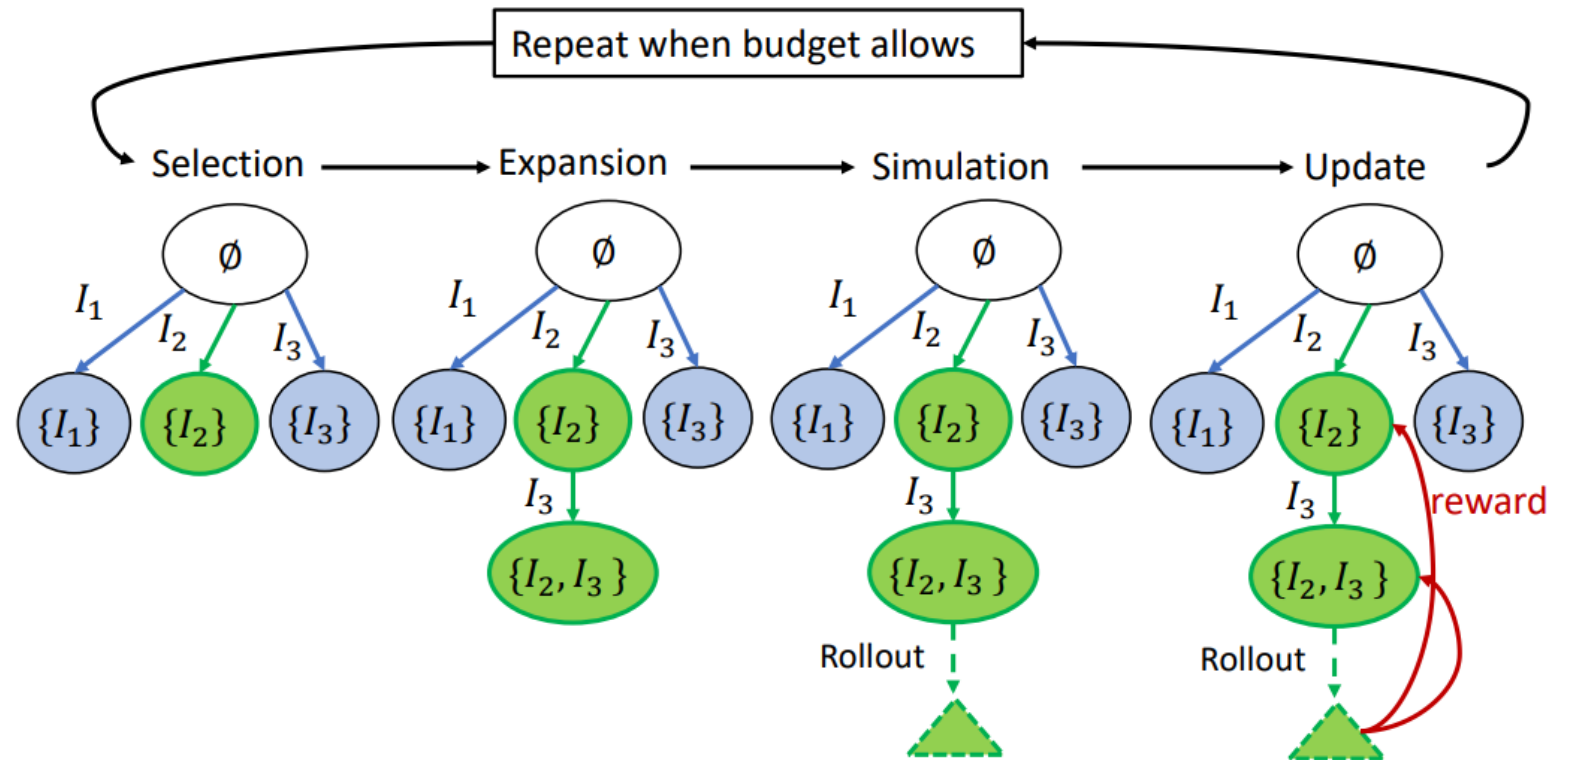 Repeat when budget allows
Selection Expansion Simulation Update
∅ ∅ ∅ ∅
I₁ I₂ I₃ I₁ I₂ I₃ I₁ I₂ I₃ I₁ I₂ I₃
{I₁} {I₂} {I₃} {I₁} {I₂} {I₃} {I₁} {I₂} {I₃} {I₁} {I₂} {I₃}
I₃ I₃ I₃ reward
{I₂, I₃ } {I₂, I₃ } {I₂, I₃ }
Rollout Rollout